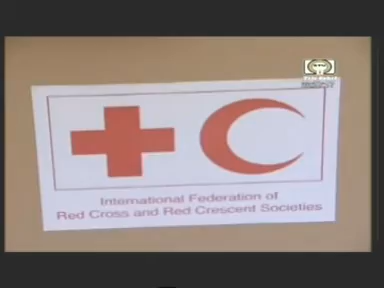 International Federation of
Red Cross and Red Crescent Societies